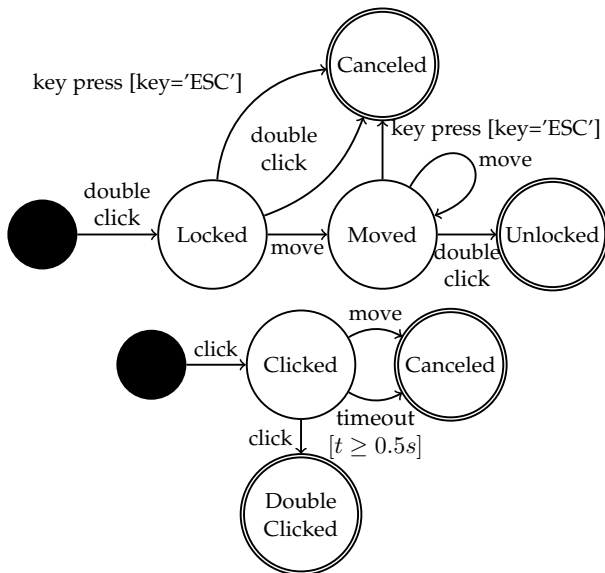 Canceled
key press [key='ESC']
double
click
key press [key='ESC']
move
double
click
Locked
move
Moved
double
click
Unlocked
move
click
Clicked
Canceled
timeout
[t ≥ 0.5s]
click
Double
Clicked